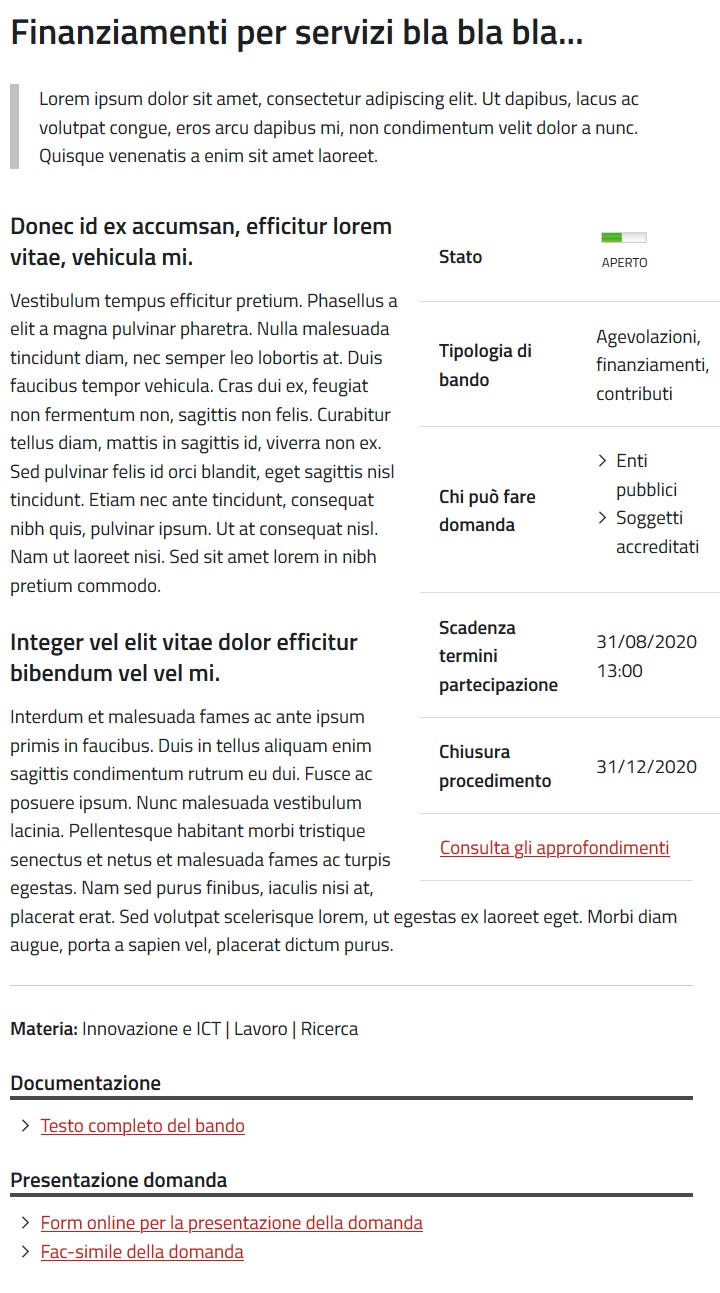 Finanziamenti per servizi bla bla bla...
Lorem ipsum dolor sit amet, consectetur adipiscing elit. Ut dapibus, lacus ac
volutpat congue, eros arcu dapibus mi, non condimentum velit dolor a nunc.
Quisque venenatis a enim sit amet laoreet.
Donec id ex accumsan, efficitur lorem
vitae, vehicula mi.
Vestibulum tempus efficitur pretium. Phasellus a
elit a magna pulvinar pharetra. Nulla malesuada
tincidunt diam, nec semper leo lobortis at. Duis
faucibus tempor vehicula. Cras dui ex, feugiat
non fermentum non, sagittis non felis. Curabitur
tellus diam, mattis in sagittis id, viverra non ex.
Sed pulvinar felis id orci blandit, eget sagittis nisl
tincidunt. Etiam nec ante tincidunt, consequat
nibh quis, pulvinar ipsum. Ut at consequat nisl.
Nam ut laoreet nisi. Sed sit amet lorem in nibh
pretium commodo.
Integer vel elit vitae dolor efficitur
bibendum vel vel mi.
Interdum et malesuada fames ac ante ipsum
primis in faucibus. Duis in tellus aliquam enim
sagittis condimentum rutrum eu dui. Fusce ac
posuere ipsum. Nunc malesuada vestibulum
lacinia. Pellentesque habitant morbi tristique
senectus et netus et malesuada fames ac turpis
egestas. Nam sed purus finibus, iaculis nisi at,
placerat erat. Sed volutpat scelerisque lorem, ut egestas ex laoreet eget. Morbi diam
augue, porta a sapien vel, placerat dictum purus.
Stato
APERTO
Tipologia di
bando
Agevolazioni,
finanziamenti,
contributi
Chi può fare
domanda
Enti
pubblici
Soggetti
accreditati
Scadenza
termini
partecipazione
31/08/2020
13:00
Chiusura
procedimento
31/12/2020
Consulta gli approfondimenti
Materia: Innovazione e ICT | Lavoro | Ricerca
Documentazione
Testo completo del bando
Presentazione domanda
Form online per la presentazione della domanda
Fac-simile della domanda